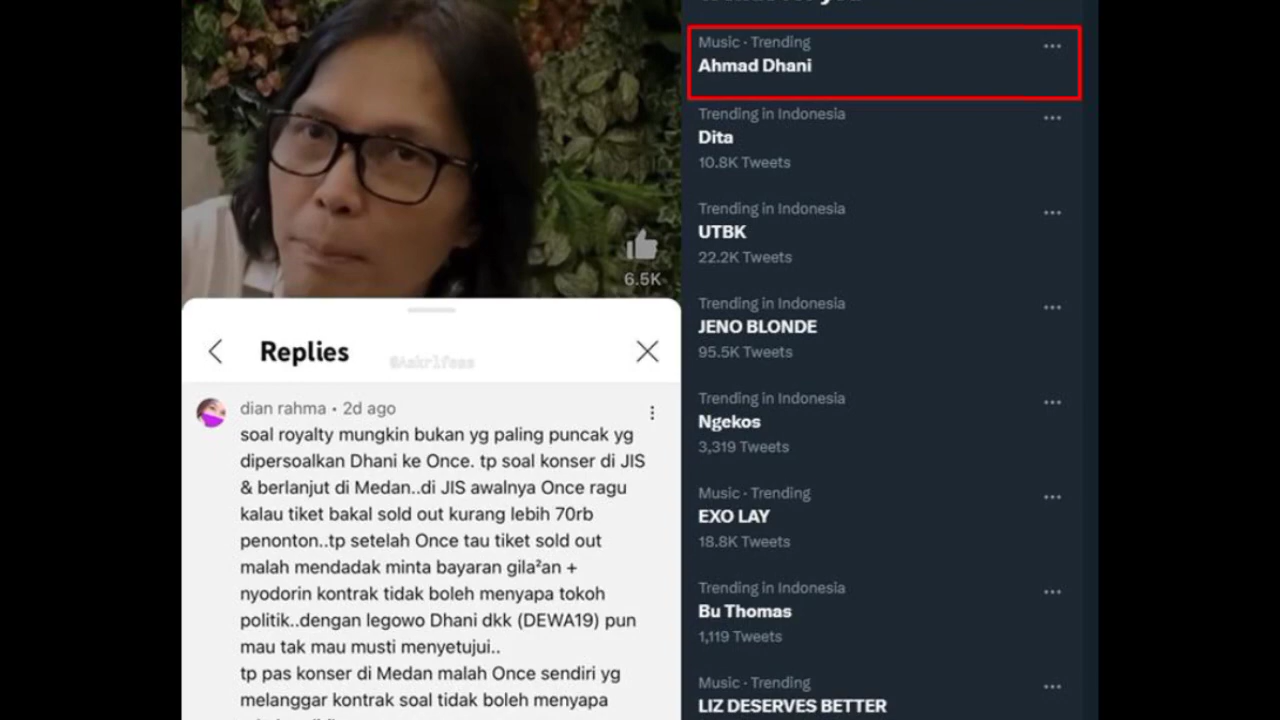 6.5K
Replies
dian rahma • 2d ago
soal royalty mungkin bukan yg paling puncak yg
dipersoalkan Dhani ke Once. tp soal konser di JIS
& berlanjut di Medan..di JIS awalnya Once ragu
kalau tiket bakal sold out kurang lebih 70rb
penonton..tp setelah Once tau tiket sold out
malah mendadak minta bayaran gila²an +
nyodorin kontrak tidak boleh menyapa tokoh
politik..dengan legowo Dhani dkk (DEWA19) pun
mau tak mau musti menyetujui..
tp pas konser di Medan malah Once sendiri yg
melanggar kontrak soal tidak boleh menyapa
Music · Trending
Ahmad Dhani
Trending in Indonesia
Dita
10.8K Tweets
Trending in Indonesia
UTBK
22.2K Tweets
Trending in Indonesia
JENO BLONDE
95.5K Tweets
Trending in Indonesia
Ngekos
3,319 Tweets
Music · Trending
EXO LAY
18.8K Tweets
Trending in Indonesia
Bu Thomas
1,119 Tweets
Music · Trending
LIZ DESERVES BETTER